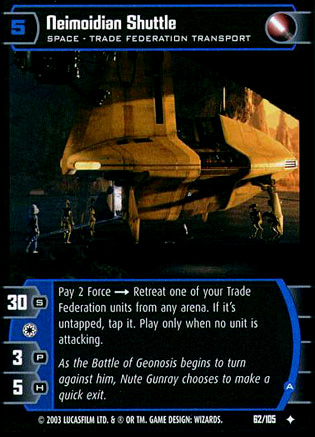 5
Neimoidian Shuttle
SPACE - TRADE FEDERATION TRANSPORT
30 S
3 P
5 H
Pay 2 Force → Retreat one of your Trade
Federation units from any arena. If it's
untapped, tap it. Play only when no unit is
attacking.
As the Battle of Geonosis begins to turn
against him, Nute Gunray chooses to make a
quick exit.
A
© 2003 LUCASFILM LTD. & ® OR TM. GAME DESIGN: WIZARDS. 62/105